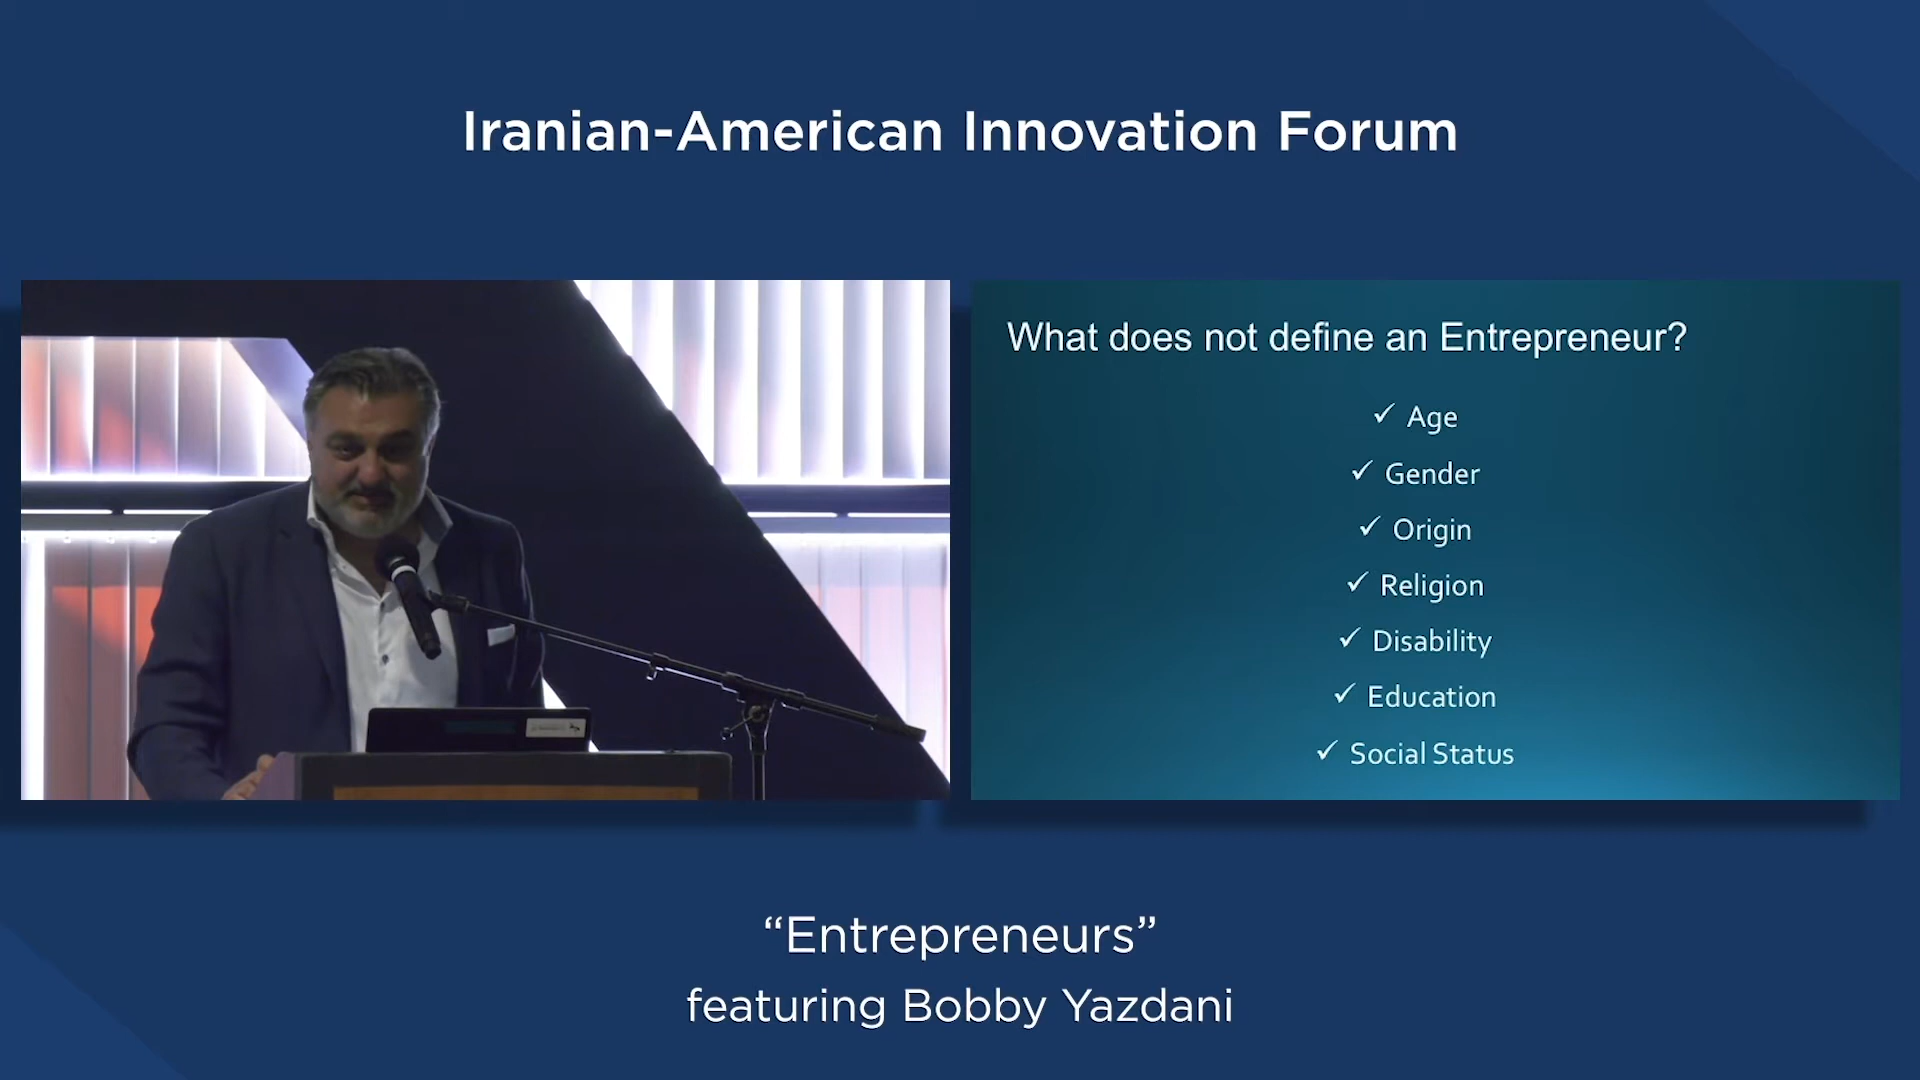 Iranian-American Innovation Forum
What does not define an Entrepreneur?
✓ Age
✓ Gender
✓ Origin
✓ Religion
✓ Disability
✓ Education
✓ Social Status
“Entrepreneurs”
featuring Bobby Yazdani